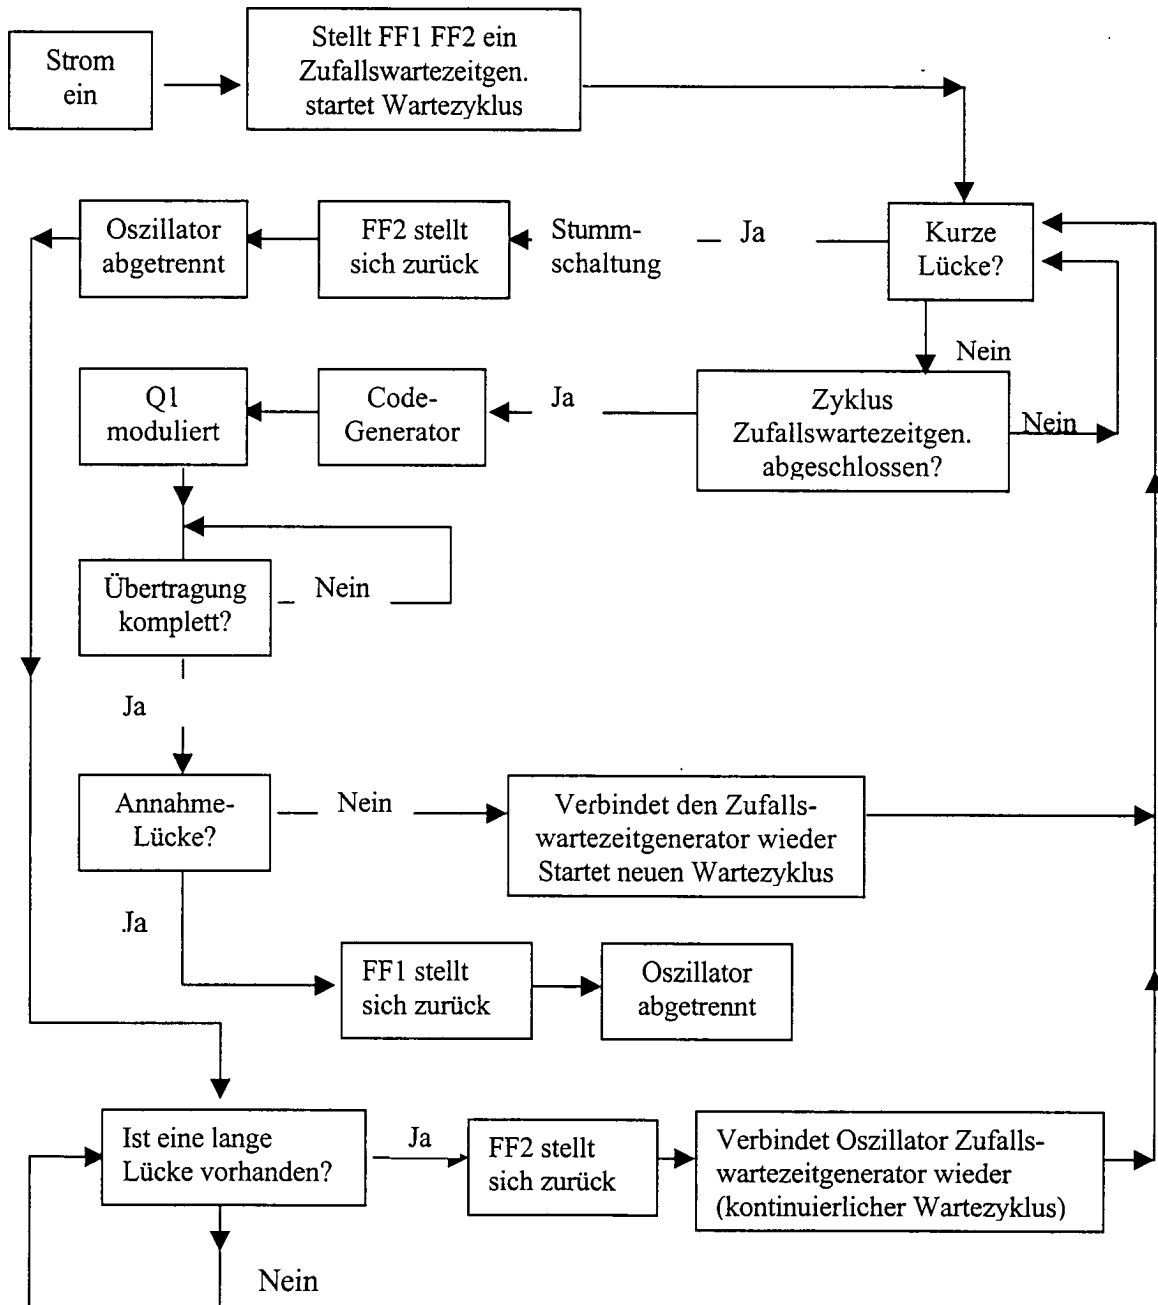 Strom
ein
Stellt FF1 FF2 ein
Zufallswartezeitgen.
startet Wartezyklus
Oszillator
abgetrennt
FF2 stellt
sich zurück
Stumm-
schaltung
Ja
Kurze
Lücke?
Nein
Q1
moduliert
Code-
Generator
Ja
Zyklus
Zufallswartezeitgen.
abgeschlossen?
Nein
Übertragung
komplett?
Nein
Ja
Annahme-
Lücke?
Nein
Verbindet den Zufalls-
wartezeitgenerator wieder
Startet neuen Wartezyklus
Ja
FF1 stellt
sich zurück
Oszillator
abgetrennt
Ist eine lange
Lücke vorhanden?
Ja
FF2 stellt
sich zurück
Verbindet Oszillator Zufalls-
wartezeitgenerator wieder
(kontinuierlicher Wartezyklus)
Nein